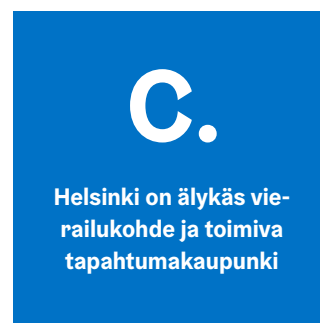 C.
Helsinki on älykäs vie-
railukohde ja toimiva
tapahtumakaupunki